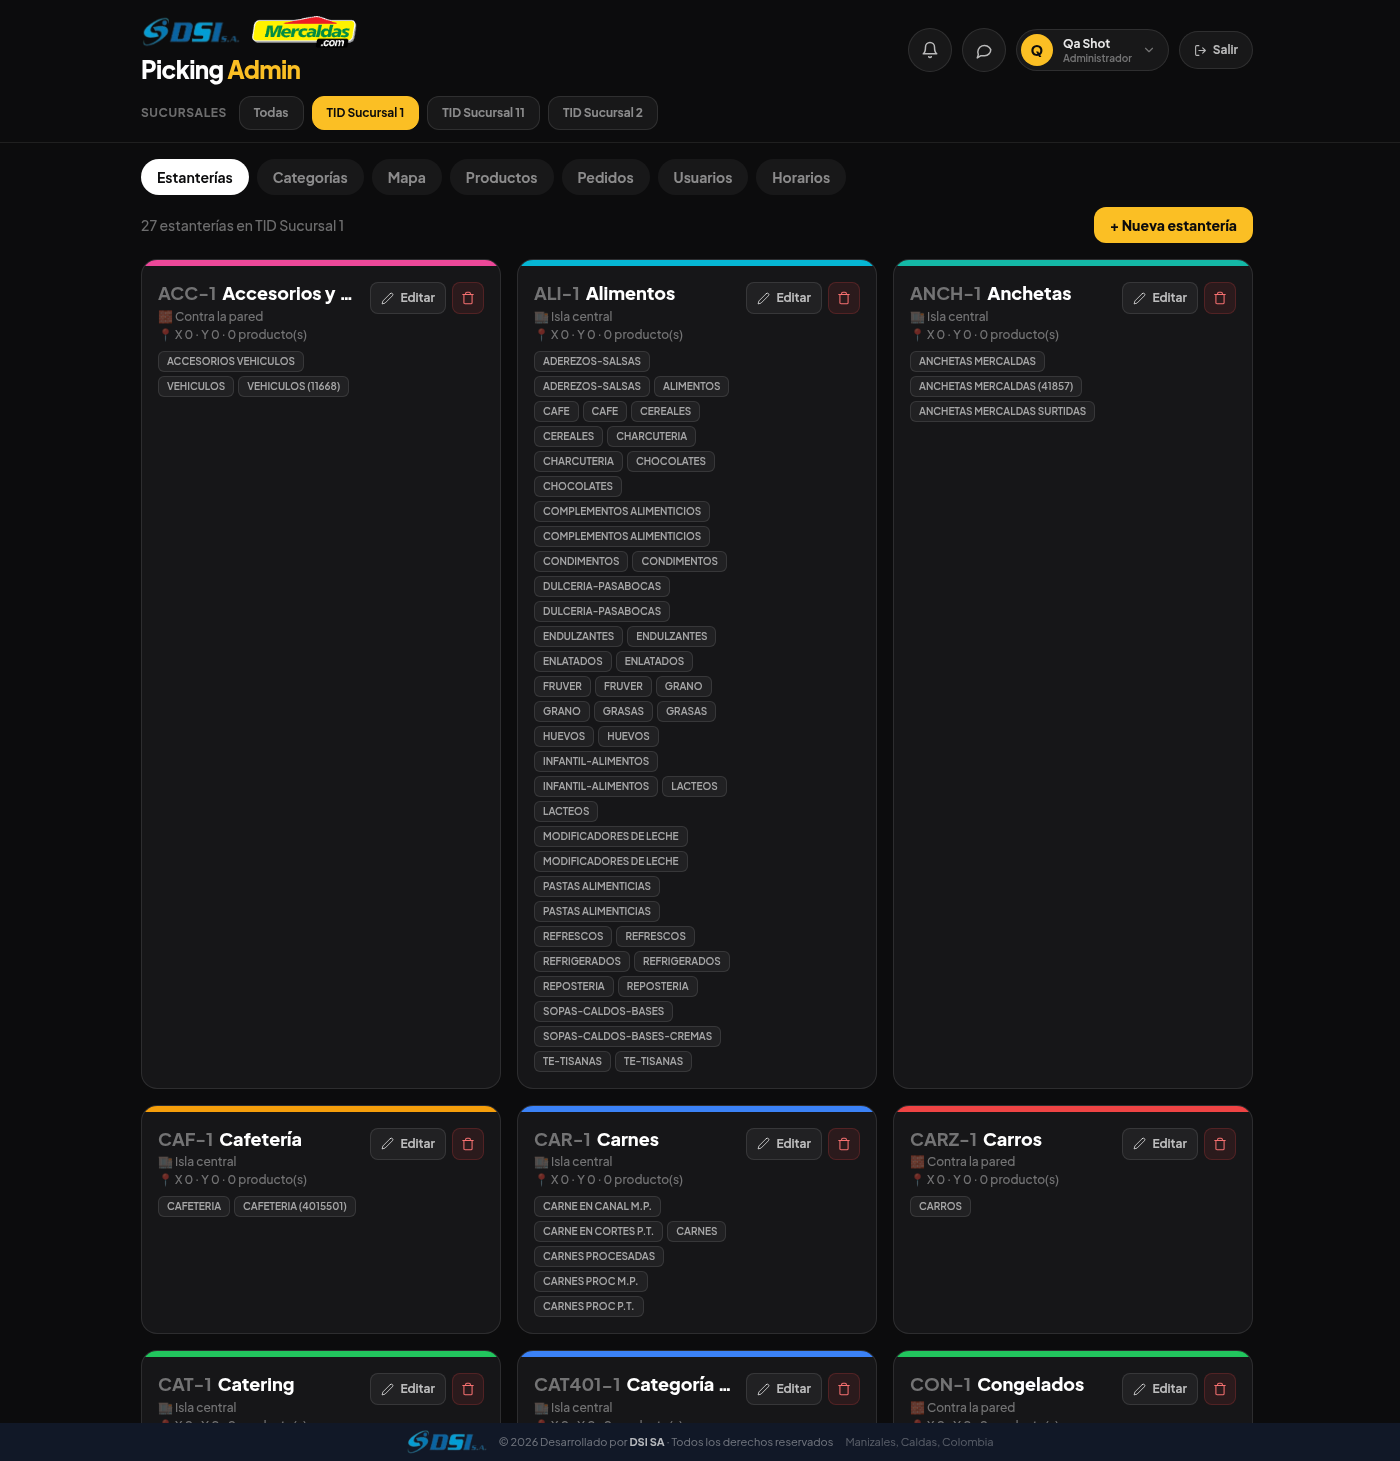 DSI S.A. Mercaldas .com
Picking Admin
Q Qa Shot
Administrador
Salir
SUCURSALES Todas TID Sucursal 1 TID Sucursal 11 TID Sucursal 2
Estanterías Categorías Mapa Productos Pedidos Usuarios Horarios
27 estanterías en TID Sucursal 1
+ Nueva estantería
ACC-1 Accesorios y ... Editar
Contra la pared
X 0 · Y 0 · 0 producto(s)
ACCESORIOS VEHICULOS
VEHICULOS VEHICULOS (11668)
ALI-1 Alimentos Editar
Isla central
X 0 · Y 0 · 0 producto(s)
ADEREZOS-SALSAS
ADEREZOS-SALSAS ALIMENTOS
CAFE CAFE CEREALES
CEREALES CHARCUTERIA
CHARCUTERIA CHOCOLATES
CHOCOLATES
COMPLEMENTOS ALIMENTICIOS
COMPLEMENTOS ALIMENTICIOS
CONDIMENTOS CONDIMENTOS
DULCERIA-PASABOCAS
DULCERIA-PASABOCAS
ENDULZANTES ENDULZANTES
ENLATADOS ENLATADOS
FRUVER FRUVER GRANO
GRANO GRASAS GRASAS
HUEVOS HUEVOS
INFANTIL-ALIMENTOS
INFANTIL-ALIMENTOS LACTEOS
LACTEOS
MODIFICADORES DE LECHE
MODIFICADORES DE LECHE
PASTAS ALIMENTICIAS
PASTAS ALIMENTICIAS
REFRESCOS REFRESCOS
REFRIGERADOS REFRIGERADOS
REPOSTERIA REPOSTERIA
SOPAS-CALDOS-BASES
SOPAS-CALDOS-BASES-CREMAS
TE-TISANAS TE-TISANAS
ANCH-1 Anchetas Editar
Isla central
X 0 · Y 0 · 0 producto(s)
ANCHETAS MERCALDAS
ANCHETAS MERCALDAS (41857)
ANCHETAS MERCALDAS SURTIDAS
CAF-1 Cafetería Editar
Isla central
X 0 · Y 0 · 0 producto(s)
CAFETERIA CAFETERIA (4015501)
CAR-1 Carnes Editar
Isla central
X 0 · Y 0 · 0 producto(s)
CARNE EN CANAL M.P.
CARNE EN CORTES P.T. CARNES
CARNES PROCESADAS
CARNES PROC M.P.
CARNES PROC P.T.
CARZ-1 Carros Editar
Contra la pared
X 0 · Y 0 · 0 producto(s)
CARROS
CAT-1 Catering Editar
Isla central
CAT401-1 Categoría ... Editar
Isla central
CON-1 Congelados Editar
Contra la pared
DSI S.A. © 2026 Desarrollado por DSI SA · Todos los derechos reservados Manizales, Caldas, Colombia